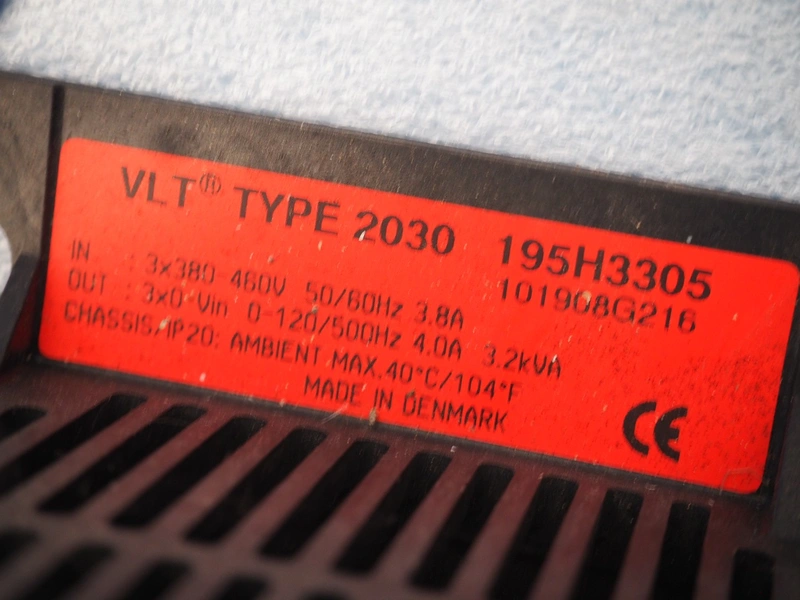 VLT® TYPE 2030 195H3305
101908G216
IN : 3x380-460V 50/60Hz 3.8A
OUT : 3x0-Vin 0-120/500Hz 4.0A 3.2kVA
CHASSIS/IP20: AMBIENT MAX.40°C/104°F
MADE IN DENMARK
CE